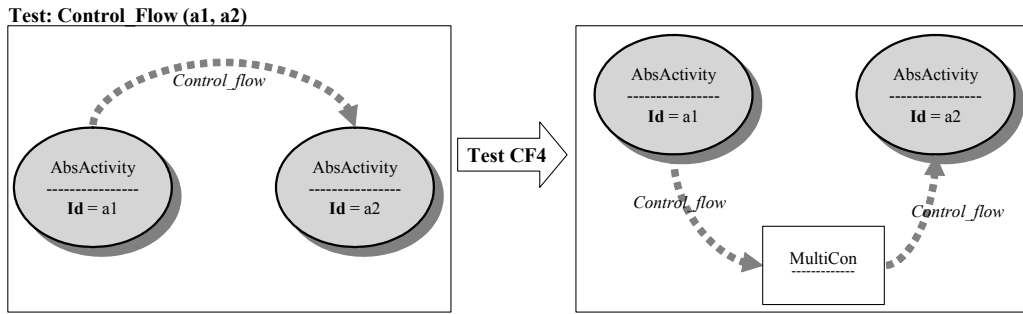 Test: Control_Flow (a1, a2)
Control_flow
AbsActivity
----------------
Id = a1
AbsActivity
----------------
Id = a2
Test CF4
AbsActivity
----------------
Id = a1
AbsActivity
----------------
Id = a2
Control_flow
Control_flow
MultiCon
-------------